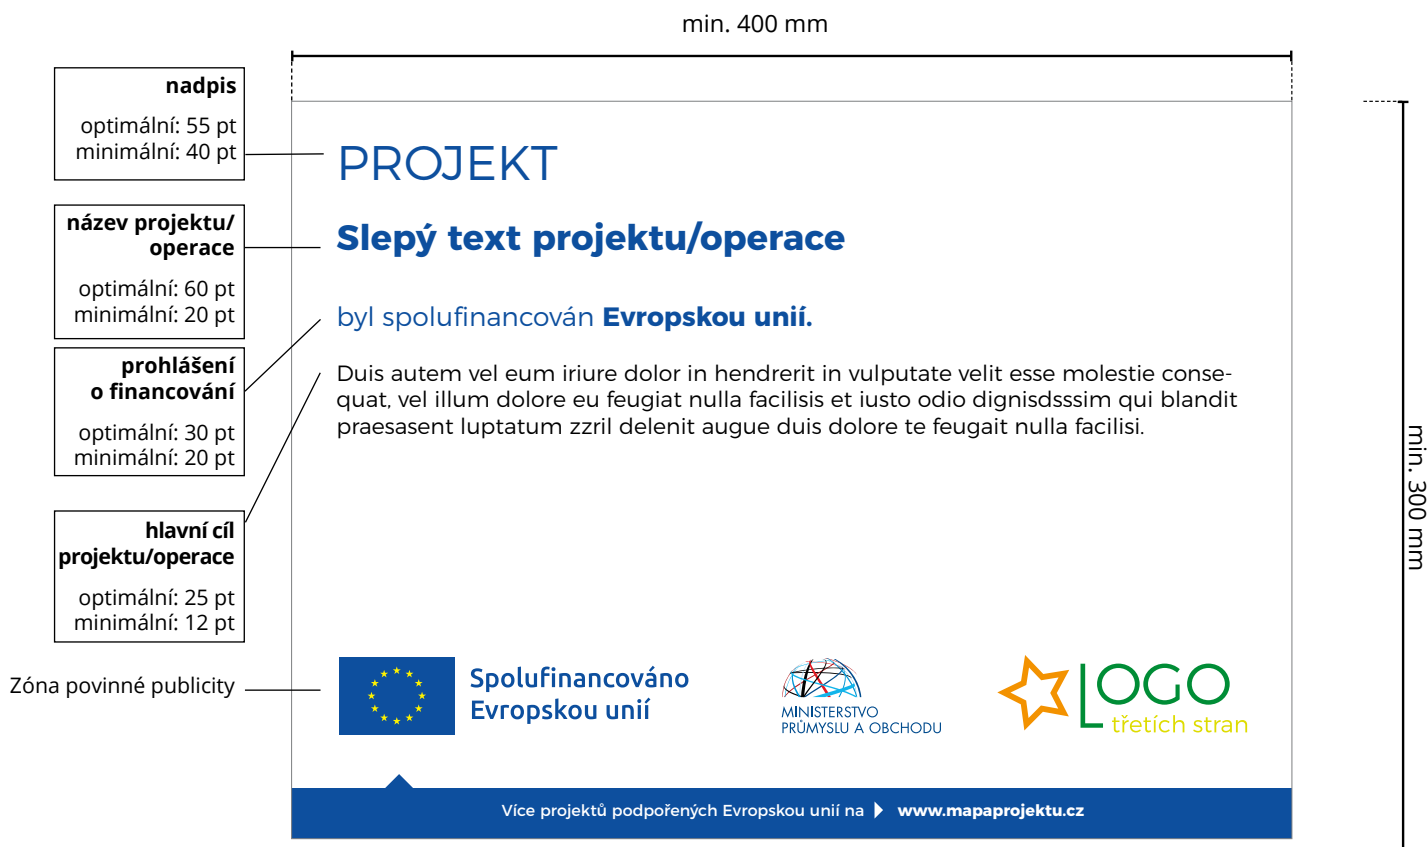 min. 400 mm
nadpis
optimální: 55 pt
minimální: 40 pt
název projektu/
operace
optimální: 60 pt
minimální: 20 pt
prohlášení
o financování
optimální: 30 pt
minimální: 20 pt
hlavní cíl
projektu/operace
optimální: 25 pt
minimální: 12 pt
Zóna povinné publicity
PROJEKT
Slepý text projektu/operace
byl spolufinancován Evropskou unií.
Duis autem vel eum iriure dolor in hendrerit in vulputate velit esse molestie conse-
quat, vel illum dolore eu feugiat nulla facilisis et iusto odio dignisdsssim qui blandit
praesasent luptatum zzril delenit augue duis dolore te feugait nulla facilisi.
Spolufinancováno
Evropskou unií
MINISTERSTVO
PRŮMYSLU A OBCHODU
LOGO
třetích stran
Více projektů podpořených Evropskou unií na www.mapaprojektu.cz
min. 300 mm